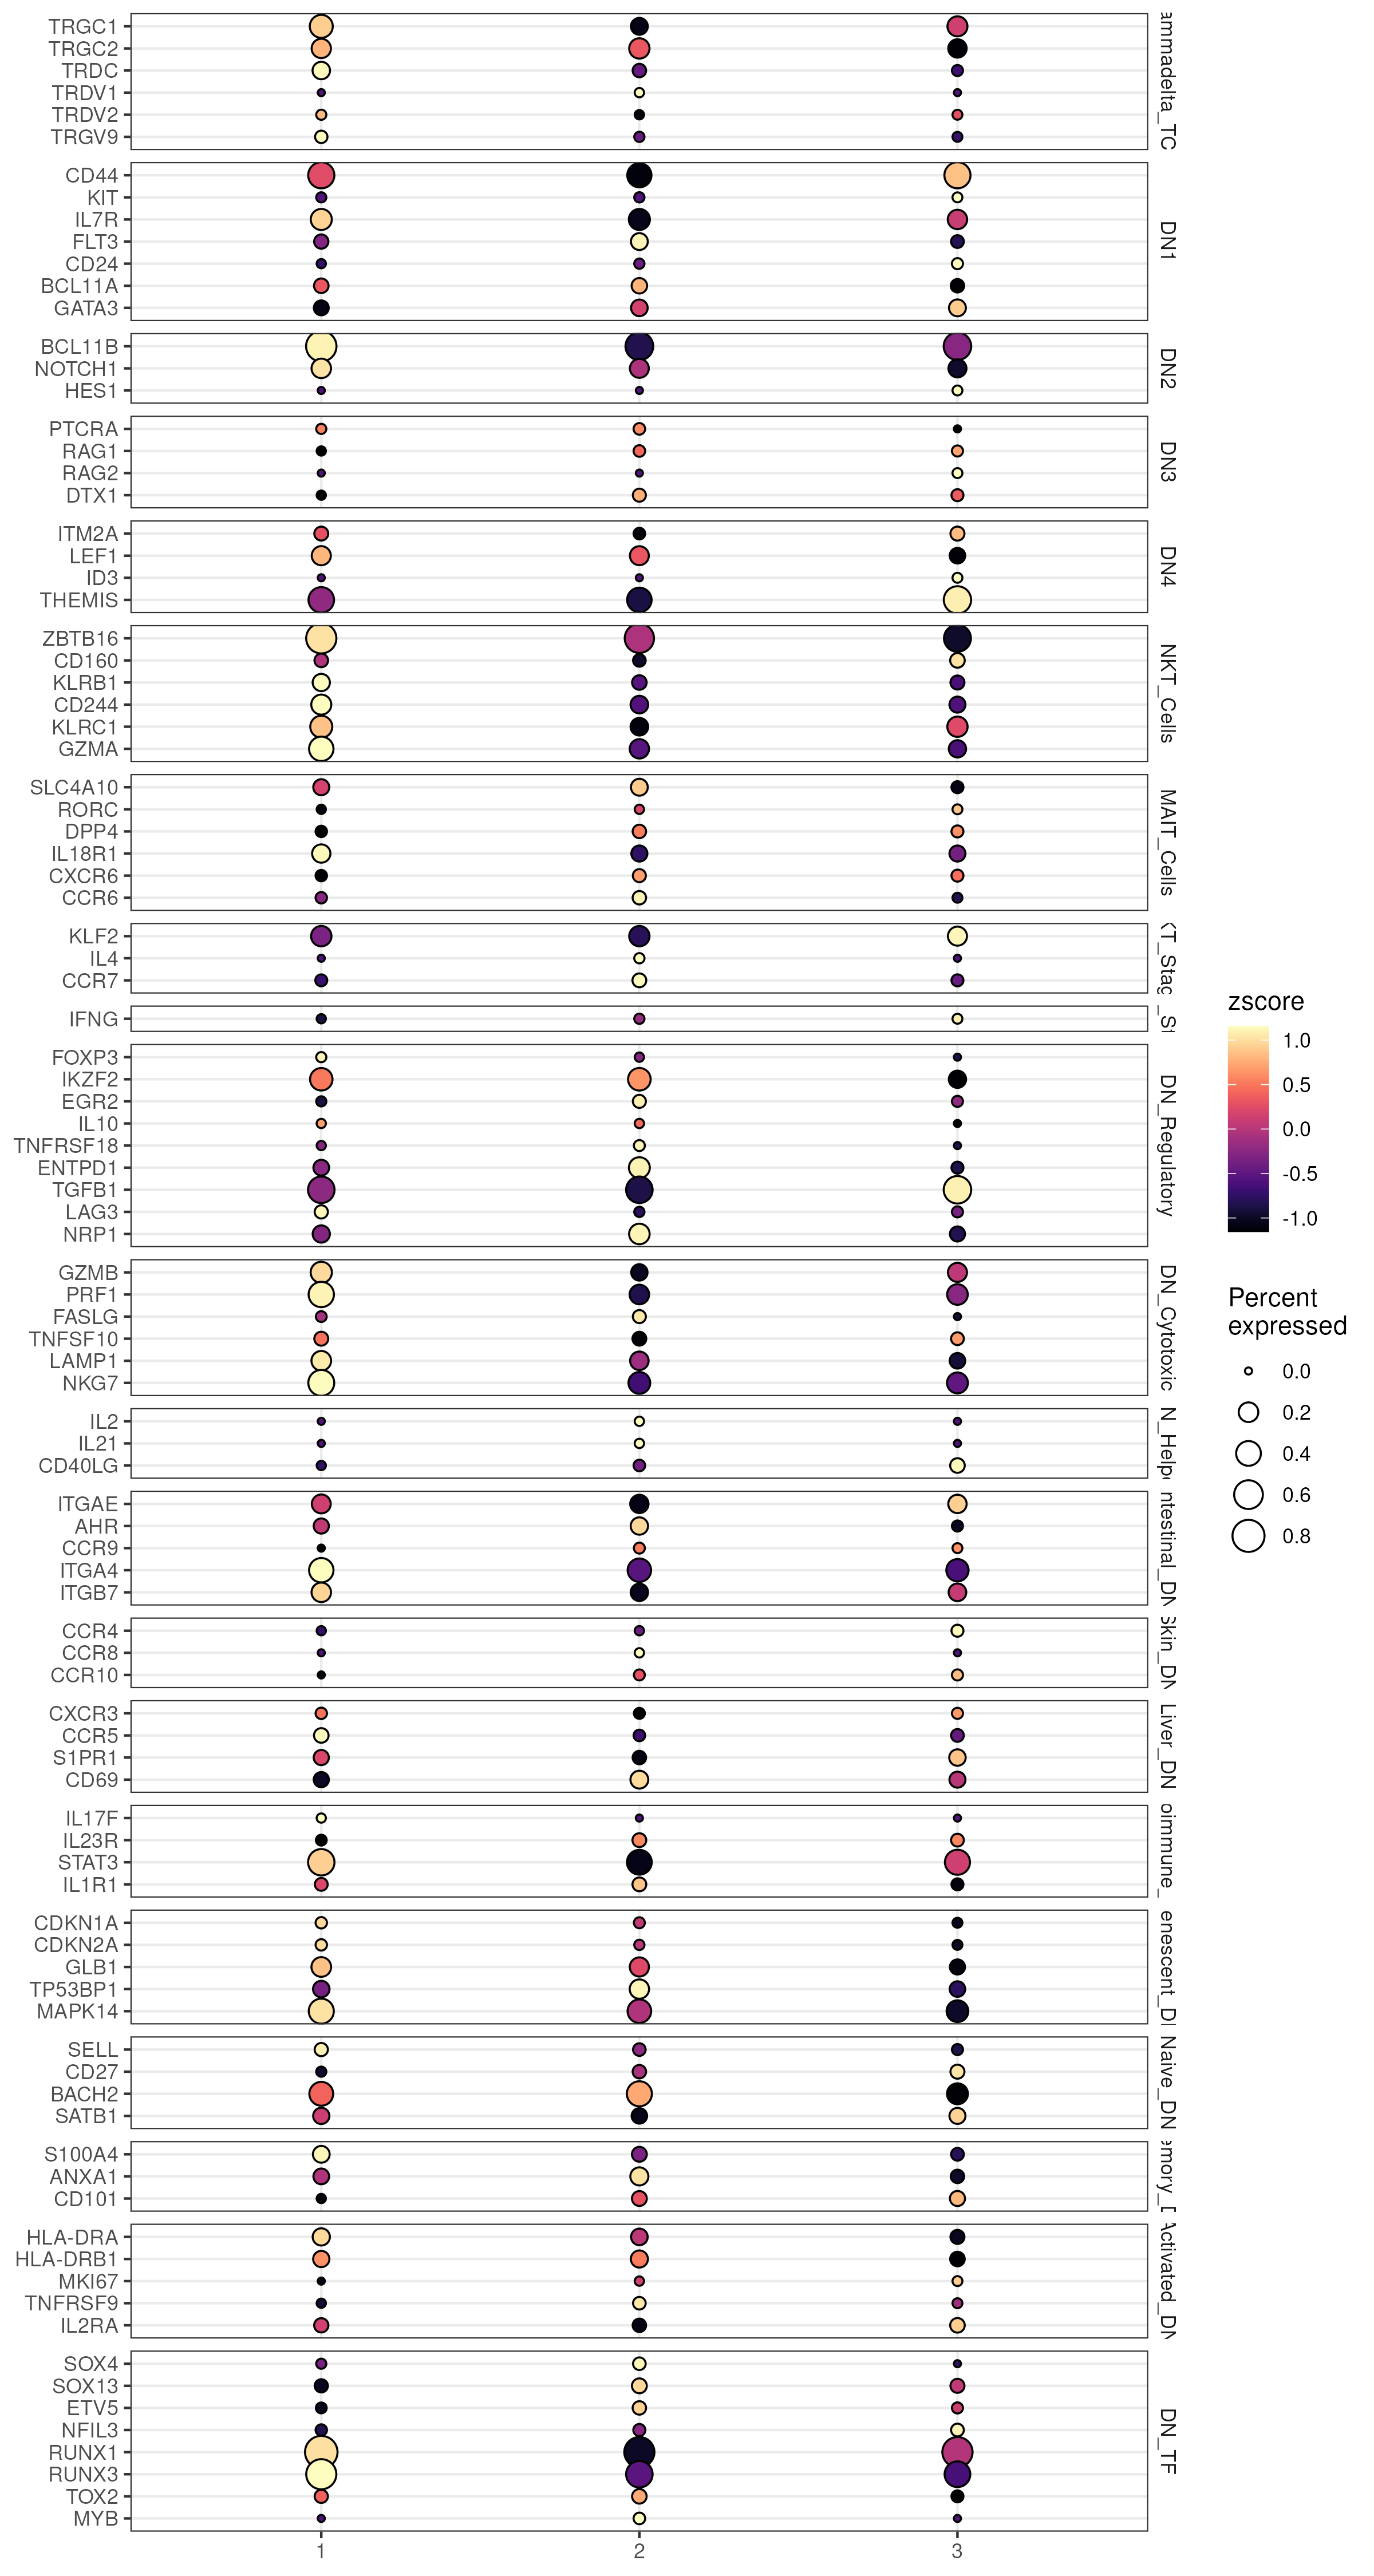 TRGC1
TRGC2
TRDC
TRDV1
TRDV2
TRGV9
ammadelta_TC
CD44
KIT
IL7R
FLT3
CD24
BCL11A
GATA3
DN1
BCL11B
NOTCH1
HES1
DN2
PTCRA
RAG1
RAG2
DTX1
DN3
ITM2A
LEF1
ID3
THEMIS
DN4
ZBTB16
CD160
KLRB1
CD244
KLRC1
GZMA
NKT_Cells
SLC4A10
RORC
DPP4
IL18R1
CXCR6
CCR6
MAIT_Cells
KLF2
IL4
CCR7
IFNG
FOXP3
IKZF2
EGR2
IL10
TNFRSF18
ENTPD1
TGFB1
LAG3
NRP1
DN_Regulatory
GZMB
PRF1
FASLG
TNFSF10
LAMP1
NKG7
DN_Cytotoxic
IL2
IL21
CD40LG
N_Help
ITGAE
AHR
CCR9
ITGA4
ITGB7
ntestinal_DN
CCR4
CCR8
CCR10
Skin_DN
CXCR3
CCR5
S1PR1
CD69
Liver_DN
IL17F
IL23R
STAT3
IL1R1
oimmune_
CDKN1A
CDKN2A
GLB1
TP53BP1
MAPK14
enescent_D
SELL
CD27
BACH2
SATB1
Naive_DN
S100A4
ANXA1
CD101
HLA-DRA
HLA-DRB1
MKI67
TNFRSF9
IL2RA
Activated_DN
SOX4
SOX13
ETV5
NFIL3
RUNX1
RUNX3
TOX2
MYB
DN_TF
1 2 3
zscore
1.0
0.5
0.0
-0.5
-1.0
Percent
expressed
0.0
0.2
0.4
0.6
0.8